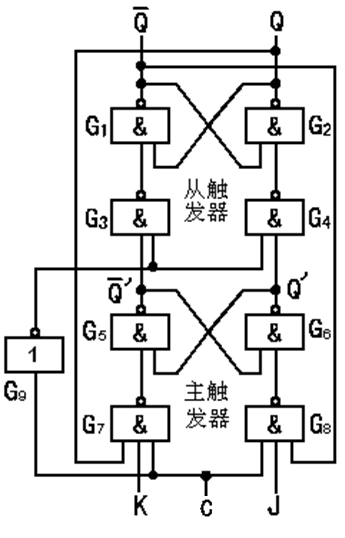 Q̅ Q
G₁ & & G₂
从触
发器
G₃ & & G₄
Q̅′ Q′
G₅ & & G₆
1
G₉
主触
发器
G₇ & & G₈
K C J